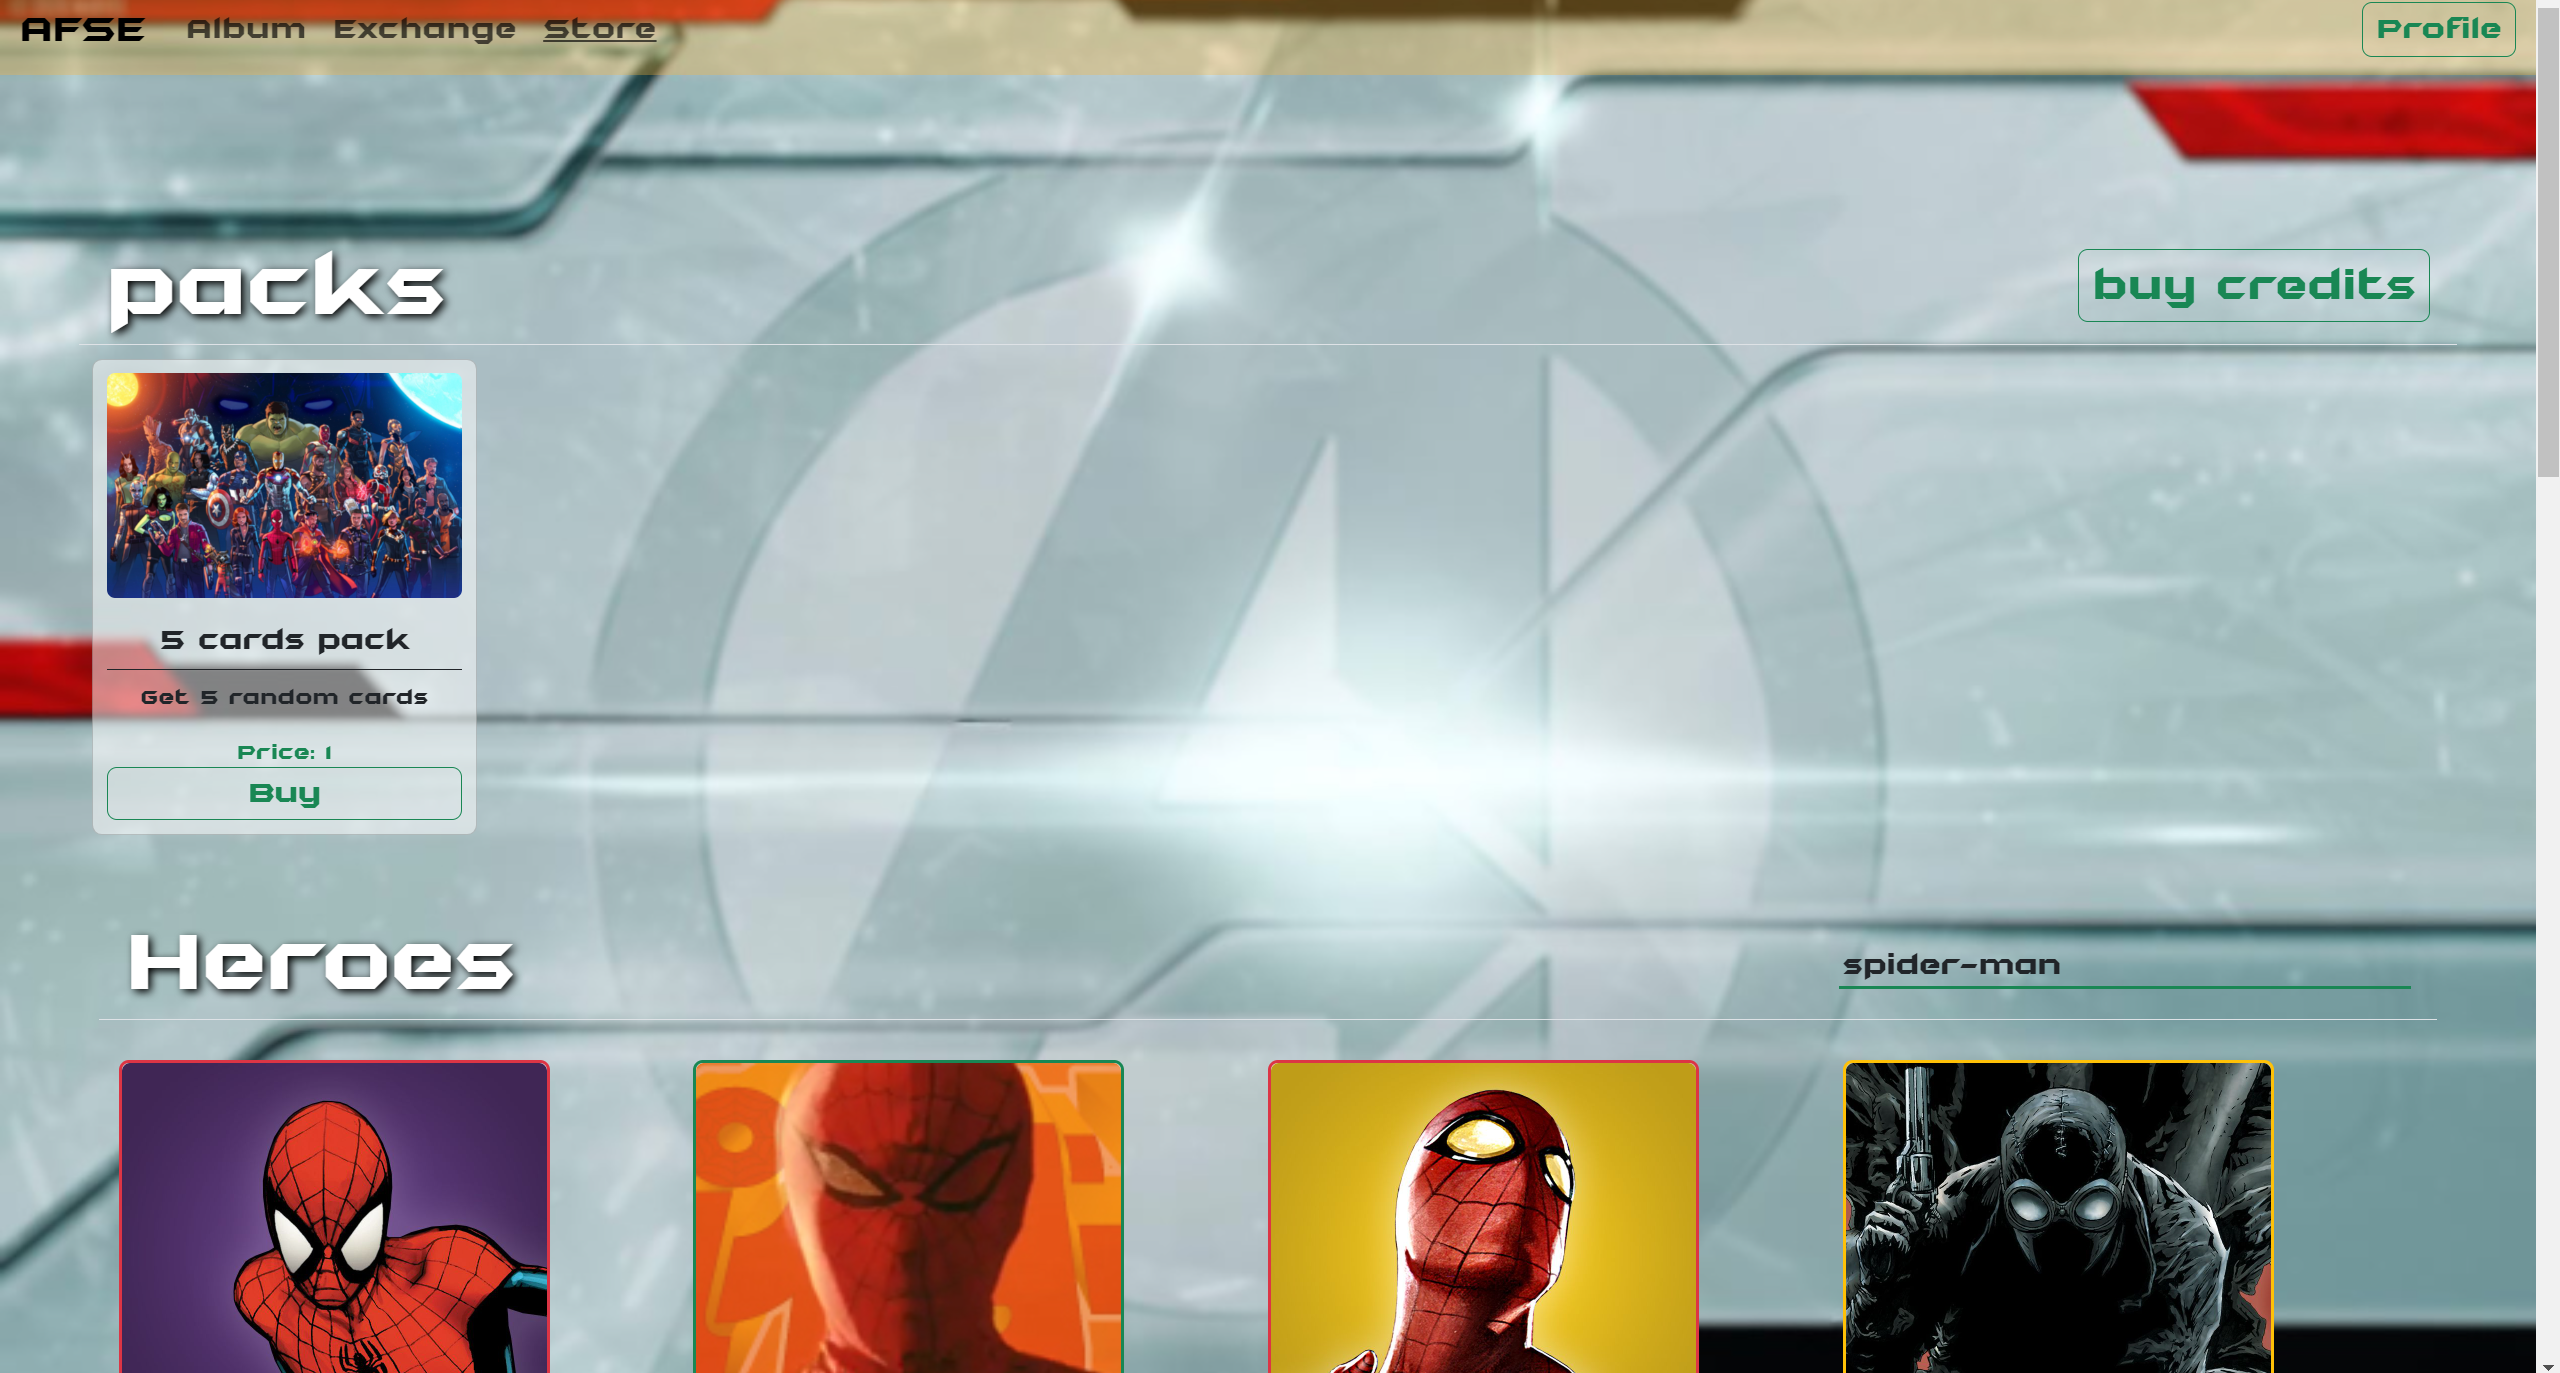 AFSE Album Exchange Store Profile
packs buy credits
5 cards pack
Get 5 random cards
Price: 1
Buy
Heroes spider-man